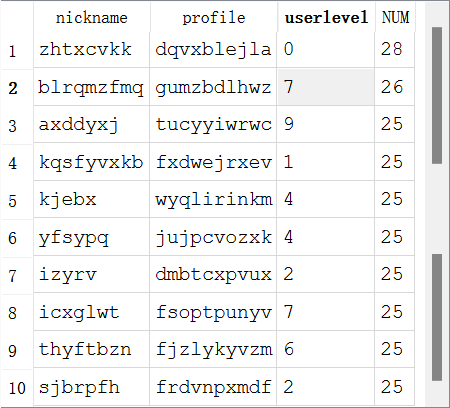 nickname profile userlevel NUM
1 zhtxcvkk dqvxblejla 0 28
2 blrqmzfmq gumzbdlhwz 7 26
3 axddyxj tucyyiwrwc 9 25
4 kqsfyvxkb fxdwejrxev 1 25
5 kjebx wyqlirinkm 4 25
6 yfsypq jujpcvozxk 4 25
7 izyrv dmbtcxpvux 2 25
8 icxglwt fsoptpunyv 7 25
9 thyftbzn fjzlykyvzm 6 25
10 sjbrpfh frdvnpxmdf 2 25